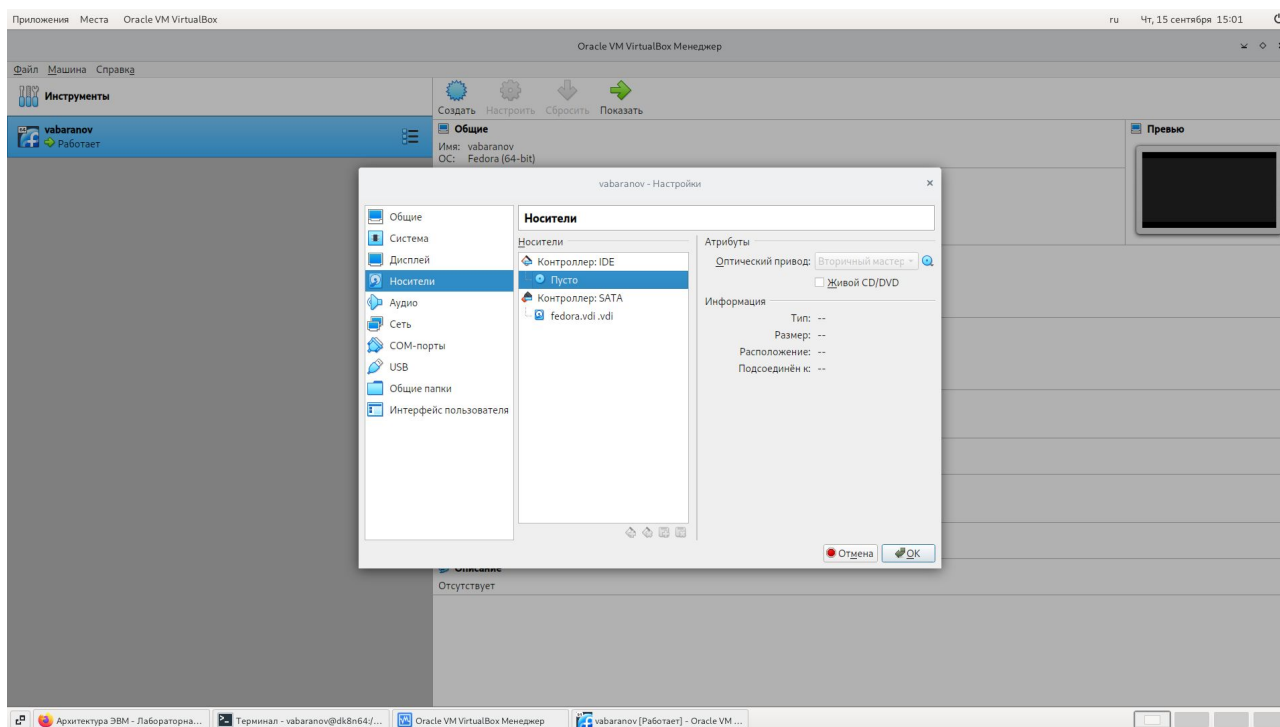 Приложения Места Oracle VM VirtualBox ru Чт, 15 сентября 15:01
Oracle VM VirtualBox Менеджер
Файл Машина Справка
Инструменты
Создать Настроить Сбросить Показать
vabaranov
Работает
Общие
Имя: vabaranov
ОС: Fedora (64-bit)
Превью
vabaranov - Настройки
Общие
Система
Дисплей
Носители
Аудио
Сеть
COM-порты
USB
Общие папки
Интерфейс пользователя
Носители
Носители
Контроллер: IDE
Пусто
Контроллер: SATA
fedora.vdi .vdi
Атрибуты
Оптический привод: Вторичный мастер
Живой CD/DVD
Информация
Тип: --
Размер: --
Расположение: --
Подсоединён к: --
Отмена OK
Описание
Отсутствует
Архитектура ЭВМ - Лабораторна... Терминал - vabaranov@dk8n64:/... Oracle VM VirtualBox Менеджер vabaranov [Работает] - Oracle VM ...